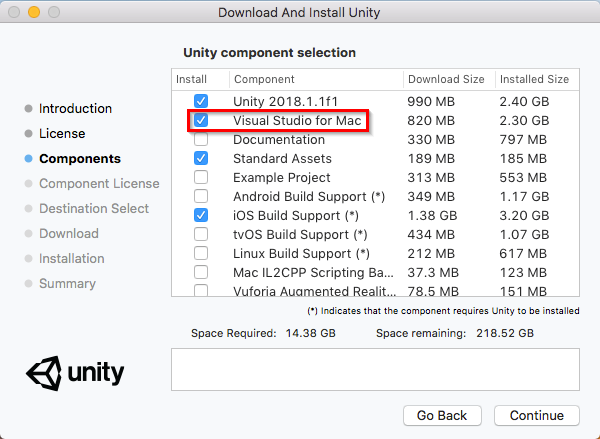 Download And Install Unity
Unity component selection
Introduction
License
Components
Component License
Destination Select
Download
Installation
Summary
Install Component Download Size Installed Size
Unity 2018.1.1f1 990 MB 2.40 GB
Visual Studio for Mac 820 MB 2.30 GB
Documentation 330 MB 797 MB
Standard Assets 189 MB 185 MB
Example Project 313 MB 553 MB
Android Build Support (*) 349 MB 1.17 GB
iOS Build Support (*) 1.38 GB 3.20 GB
tvOS Build Support (*) 434 MB 1.07 GB
Linux Build Support (*) 212 MB 617 MB
Mac IL2CPP Scripting Ba... 37.3 MB 123 MB
Vuforia Augmented Realit... 78.5 MB 151 MB
(*) Indicates that the component requires Unity to be installed
Space Required: 14.38 GB Space remaining: 218.52 GB
unity
Go Back Continue